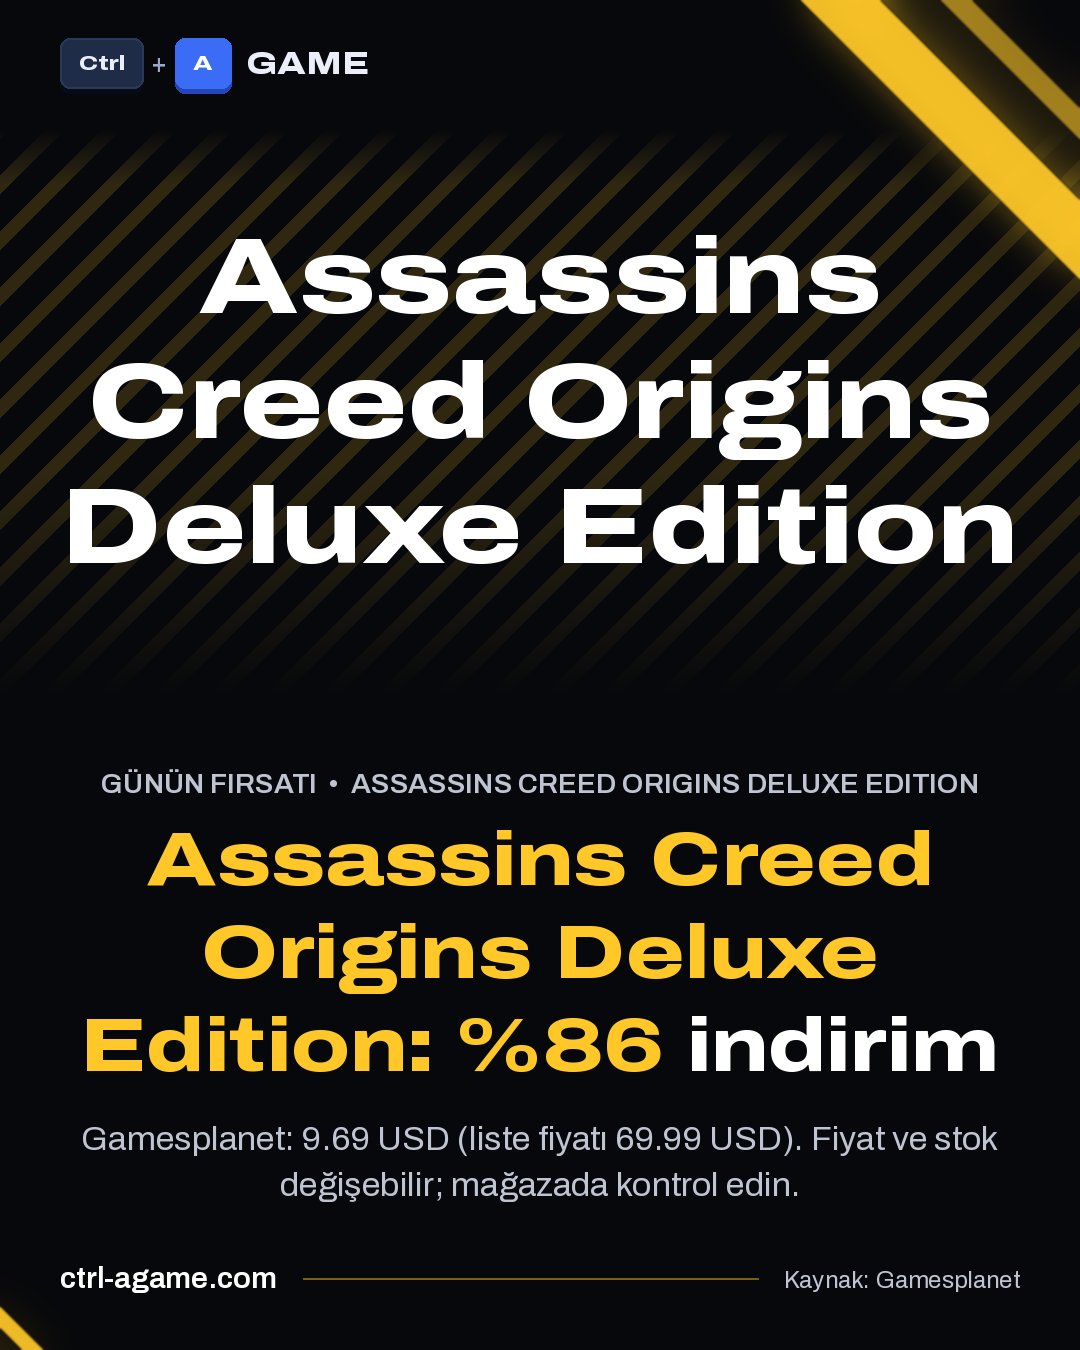 Ctrl + A GAME
Assassins
Creed Origins
Deluxe Edition
GÜNÜN FIRSATI • ASSASSINS CREED ORIGINS DELUXE EDITION
Assassins Creed
Origins Deluxe
Edition: %86 indirim
Gamesplanet: 9.69 USD (liste fiyatı 69.99 USD). Fiyat ve stok
değişebilir; mağazada kontrol edin.
ctrl-agame.com
Kaynak: Gamesplanet